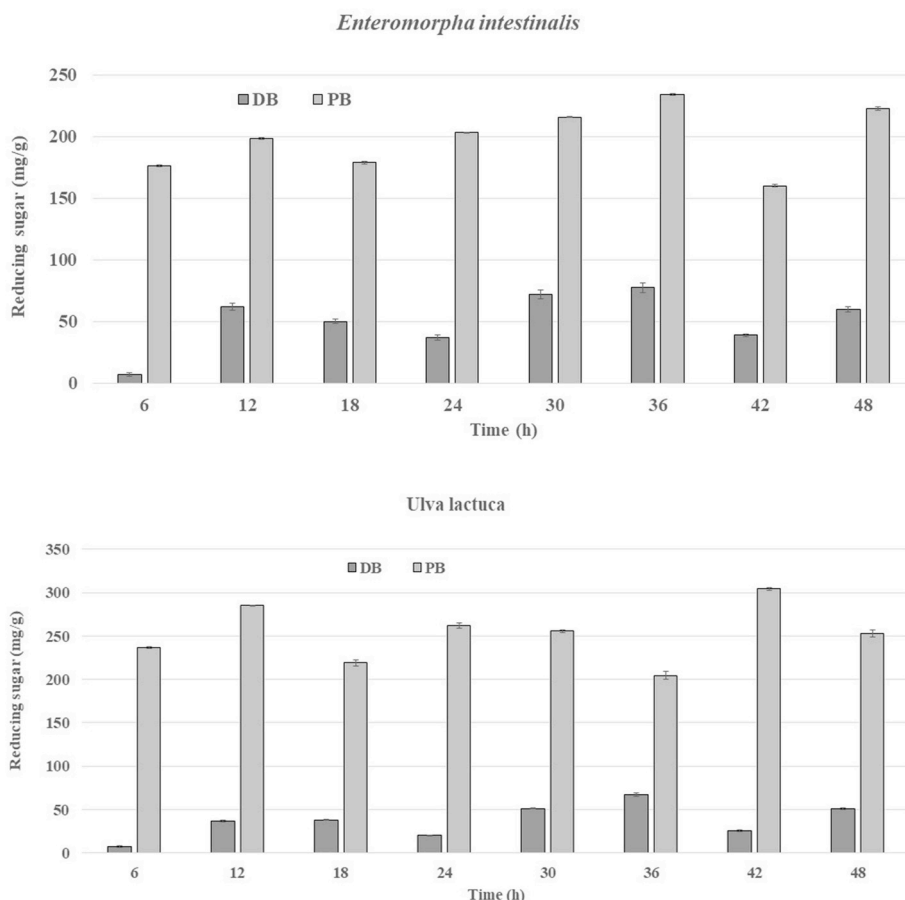 Enteromorpha intestinalis
DB PB
Reducing sugar (mg/g)
250
200
150
100
50
0
6 12 18 24 30 36 42 48
Time (h)
Ulva lactuca
DB PB
Reducing sugar (mg/g)
350
300
250
200
150
100
50
0
6 12 18 24 30 36 42 48
Time (h)